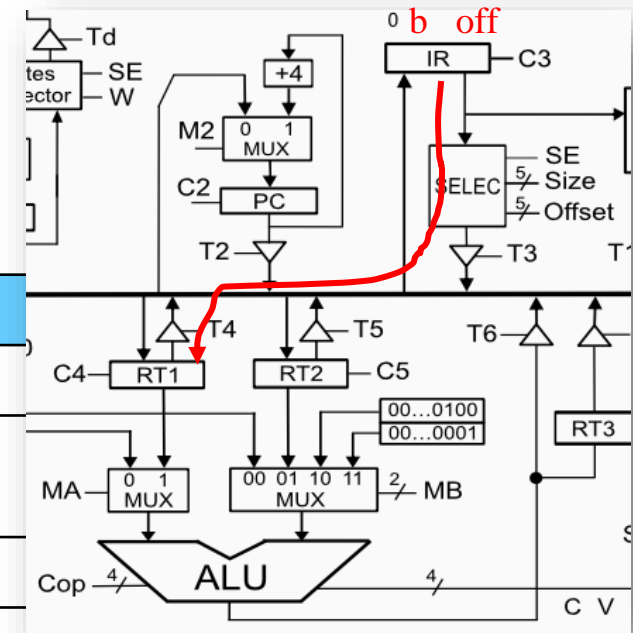 0 b off
Td
IR
C3
tes
ector
SE
W
+4
M2
0 1
MUX
C2
PC
SELEC
SE
5
Size
5
Offset
T2
T3
T4
T5
T6
C4
RT1
RT2
C5
RT3
00...0100
00...0001
MA
0 1
MUX
00 01 10 11
MUX
2
MB
Cop
4
ALU
4
C V